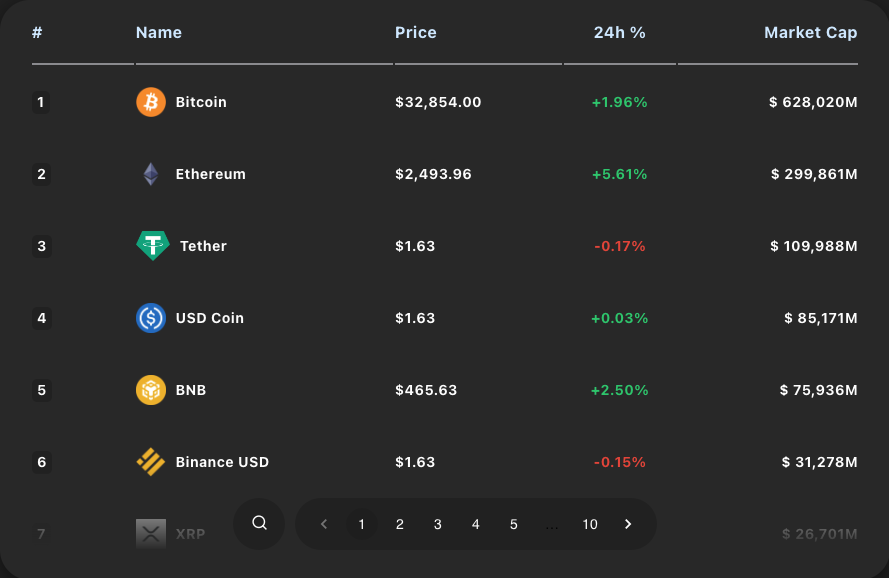 # Name Price 24h % Market Cap
1 Bitcoin $32,854.00 +1.96% $ 628,020M
2 Ethereum $2,493.96 +5.61% $ 299,861M
3 Tether $1.63 -0.17% $ 109,988M
4 USD Coin $1.63 +0.03% $ 85,171M
5 BNB $465.63 +2.50% $ 75,936M
6 Binance USD $1.63 -0.15% $ 31,278M
7 XRP $ 26,701M
‹ 1 2 3 4 5 ... 10 ›